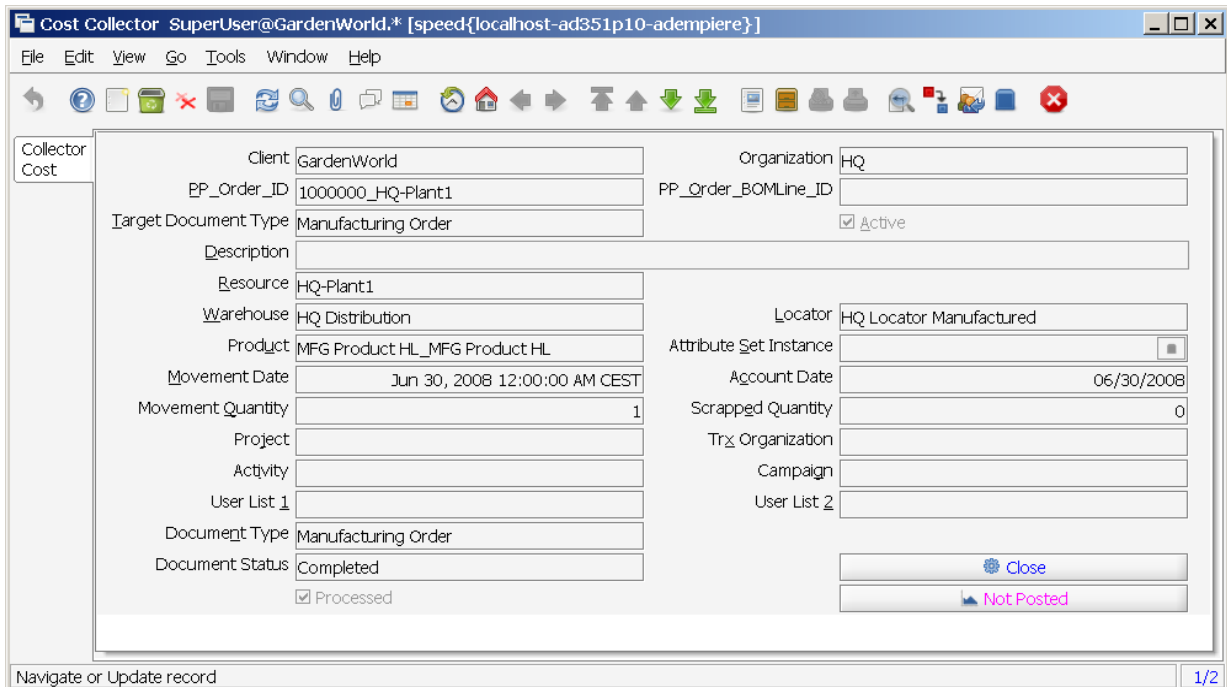 Cost Collector SuperUser@GardenWorld.* [speed{localhost-ad351p10-adempiere}]
File Edit View Go Tools Window Help
Collector
Cost
Client GardenWorld Organization HQ
PP_Order_ID 1000000_HQ-Plant1 PP_Order_BOMLine_ID
Target Document Type Manufacturing Order Active
Description
Resource HQ-Plant1
Warehouse HQ Distribution Locator HQ Locator Manufactured
Product MFG Product HL_MFG Product HL Attribute Set Instance
Movement Date Jun 30, 2008 12:00:00 AM CEST Account Date 06/30/2008
Movement Quantity 1 Scrapped Quantity 0
Project Trx Organization
Activity Campaign
User List 1 User List 2
Document Type Manufacturing Order
Document Status Completed Close
Processed Not Posted
Navigate or Update record 1/2